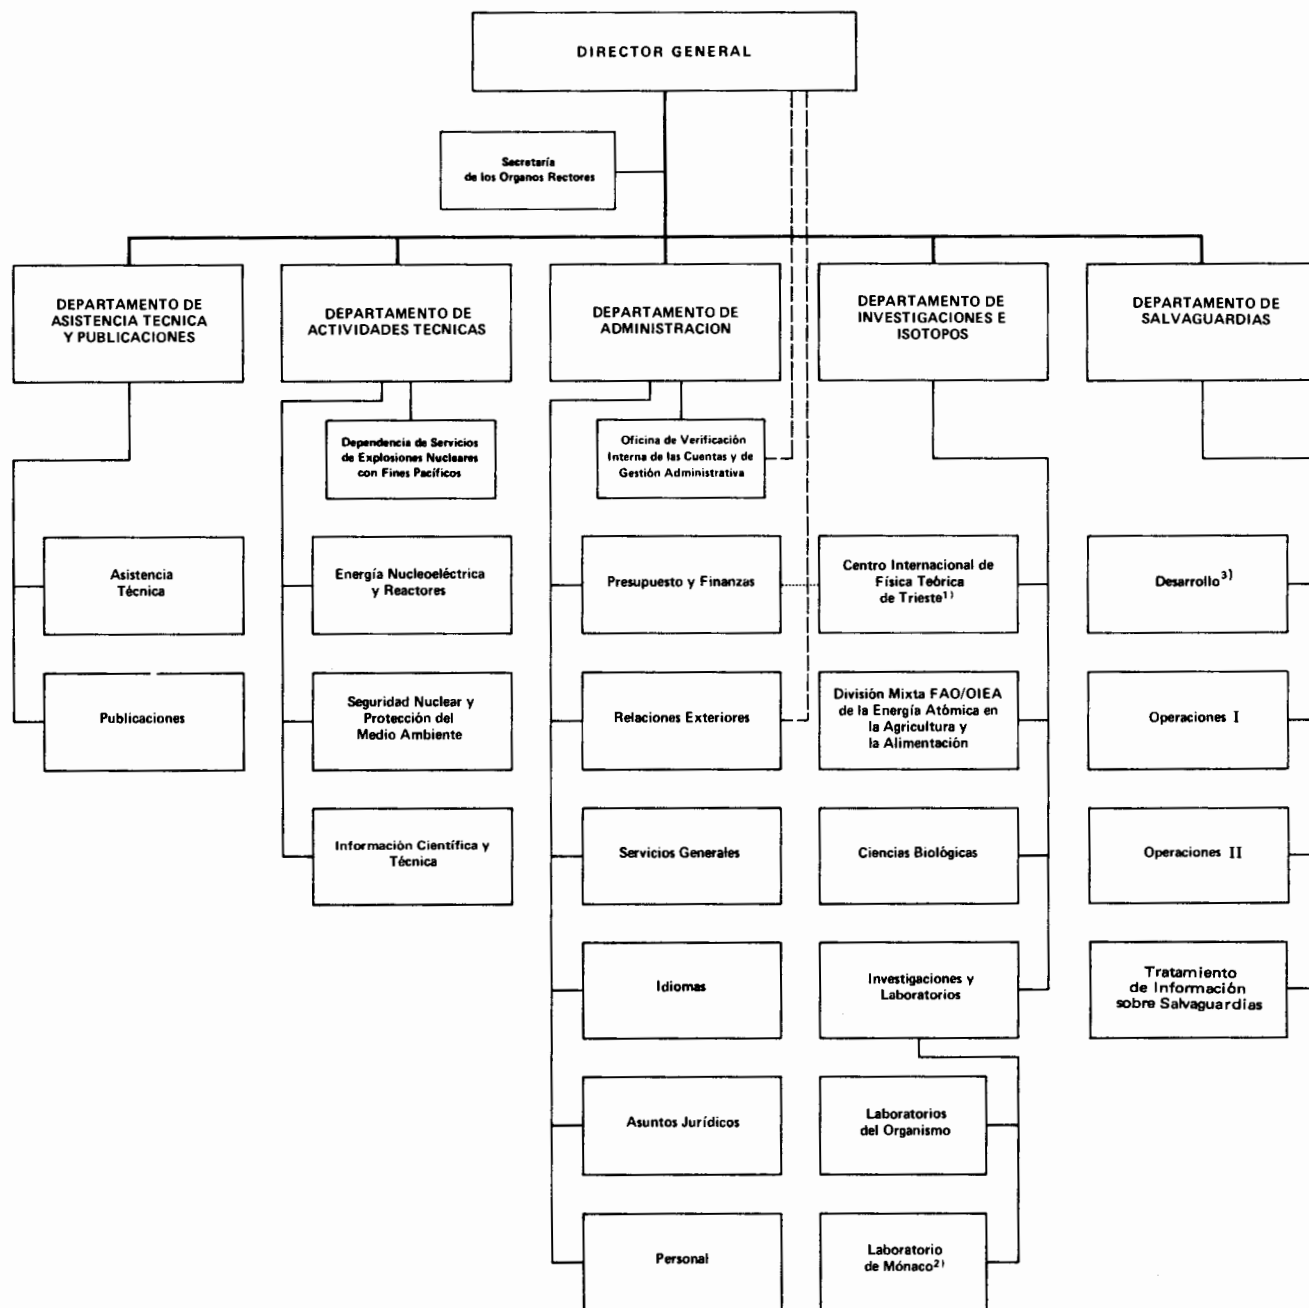 DIRECTOR GENERAL
Secretaría
de los Organos Rectores
DEPARTAMENTO DE
ASISTENCIA TECNICA
Y PUBLICACIONES
DEPARTAMENTO DE
ACTIVIDADES TECNICAS
DEPARTAMENTO DE
ADMINISTRACION
DEPARTAMENTO DE
INVESTIGACIONES E
ISOTOPOS
DEPARTAMENTO DE
SALVAGUARDIAS
Dependencia de Servicios
de Explosiones Nucleares
con Fines Pacíficos
Oficina de Verificación
Interna de las Cuentas y de
Gestión Administrativa
Asistencia
Técnica
Energía Nucleoeléctrica
y Reactores
Presupuesto y Finanzas
Centro Internacional de
Física Teórica
de Trieste¹⁾
Desarrollo³⁾
Publicaciones
Seguridad Nuclear y
Protección del
Medio Ambiente
Relaciones Exteriores
División Mixta FAO/OIEA
de la Energía Atómica en
la Agricultura y
la Alimentación
Operaciones I
Información Científica y
Técnica
Servicios Generales
Ciencias Biológicas
Operaciones II
Idiomas
Investigaciones y
Laboratorios
Tratamiento
de Información
sobre Salvaguardias
Asuntos Jurídicos
Laboratorios
del Organismo
Personal
Laboratorio
de Mónaco²⁾